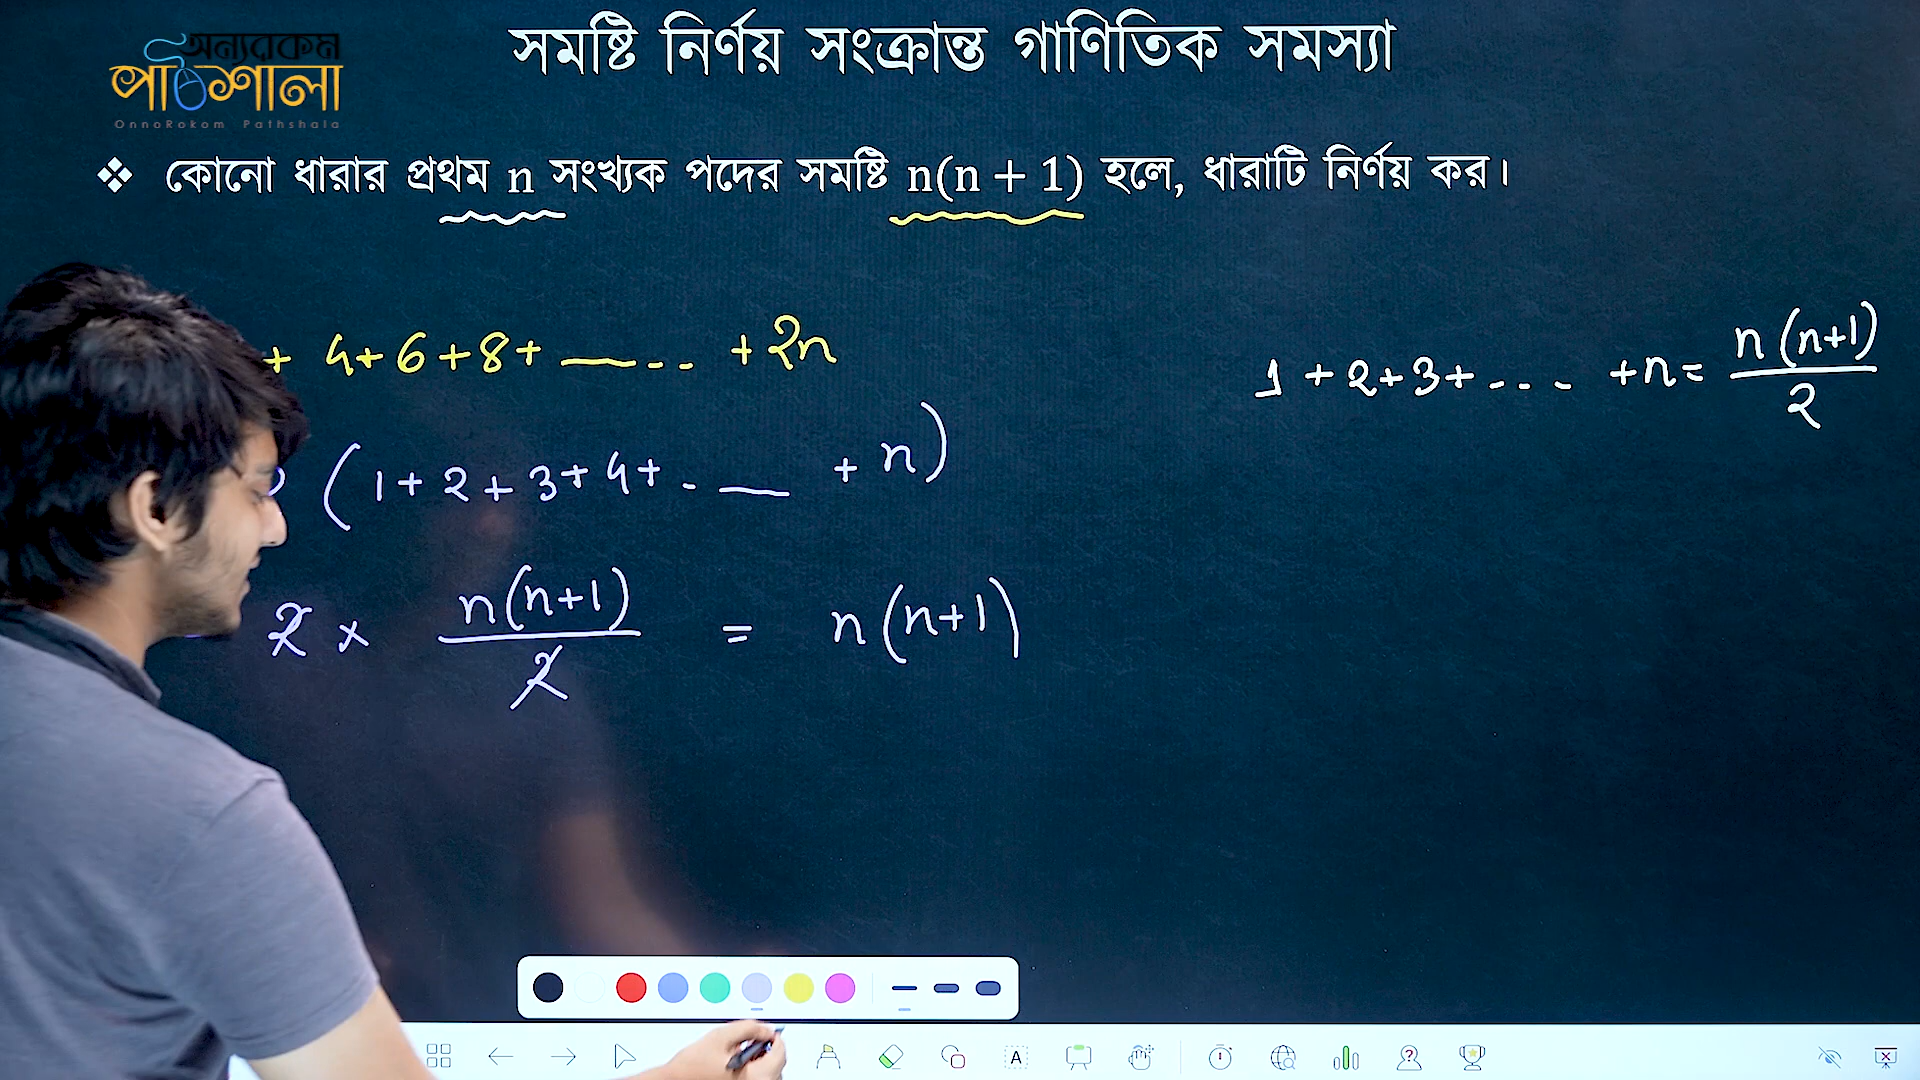 সমষ্টি নির্ণয় সংক্রান্ত গাণিতিক সমস্যা
অন্যরকম
পাঠশালা
OnnoRokom Pathshala
❖ কোনো ধারার প্রথম n সংখ্যক পদের সমষ্টি n(n + 1) হলে, ধারাটি নির্ণয় কর।
+ 4+6+8+ ---- +2n
1 +2+3+--- +n= n(n+1)/2
(1+2+3+4+--- +n)
2 × n(n+1)/2 = n(n+1)
A